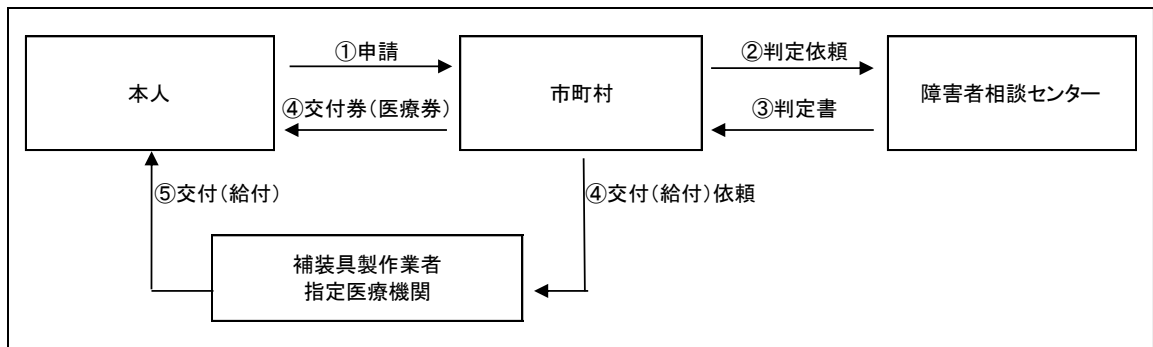 ①申請
②判定依頼
本人
市町村
障害者相談センター
④交付券(医療券)
③判定書
⑤交付(給付)
④交付(給付)依頼
補装具製作業者
指定医療機関